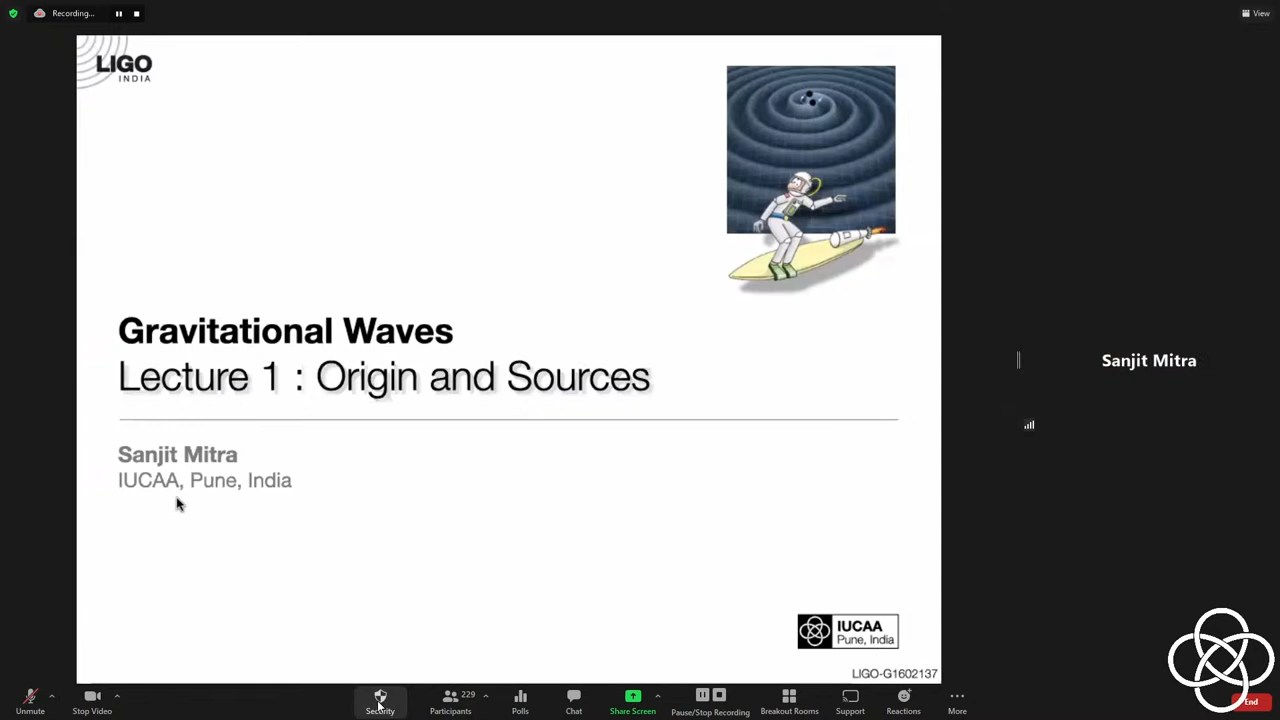 Recording...
View
LIGO
INDIA
Gravitational Waves
Lecture 1 : Origin and Sources
Sanjit Mitra
IUCAA, Pune, India
Sanjit Mitra
IUCAA
Pune, India
LIGO-G1602137
Unmute
Stop Video
Security
229
Participants
Polls
Chat
Share Screen
Pause/Stop Recording
Breakout Rooms
Support
Reactions
More
End